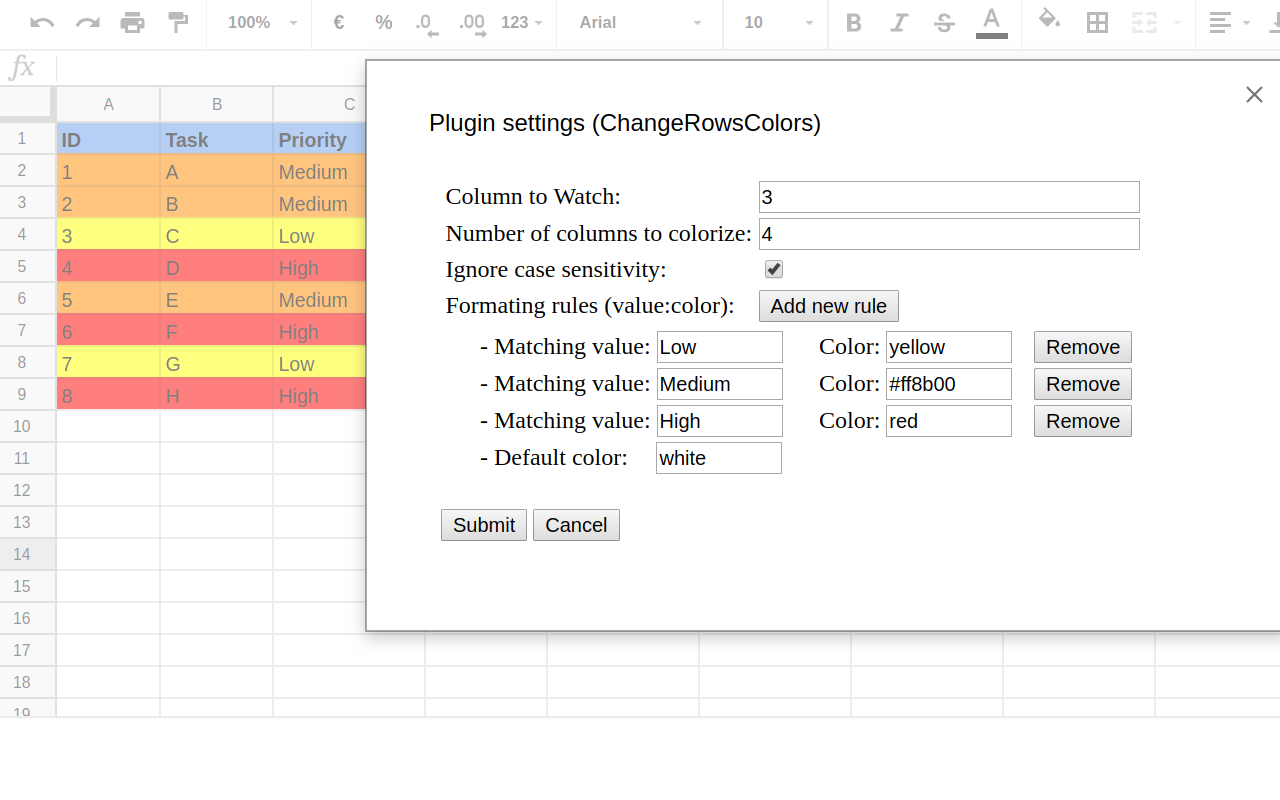 100% € % .0 .00 123 Arial 10 B I S A
fx
A B C
1 ID Task Priority
2 1 A Medium
3 2 B Medium
4 3 C Low
5 4 D High
6 5 E Medium
7 6 F High
8 7 G Low
9 8 H High
10
11
12
13
14
15
16
17
18
19
Plugin settings (ChangeRowsColors)
Column to Watch: 3
Number of columns to colorize: 4
Ignore case sensitivity:
Formating rules (value:color): Add new rule
- Matching value: Low Color: yellow Remove
- Matching value: Medium Color: #ff8b00 Remove
- Matching value: High Color: red Remove
- Default color: white
Submit Cancel